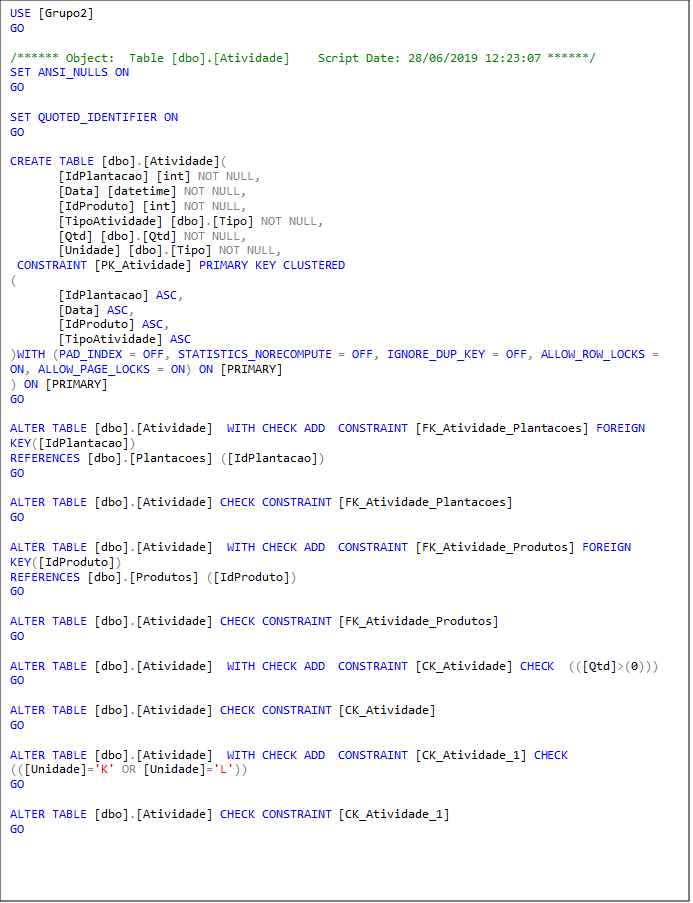 USE [Grupo2]
GO
/****** Object:  Table [dbo].[Atividade]    Script Date: 28/06/2019 12:23:07 ******/
SET ANSI_NULLS ON
GO
SET QUOTED_IDENTIFIER ON
GO
CREATE TABLE [dbo].[Atividade](
[IdPlantacao] [int] NOT NULL,
[Data] [datetime] NOT NULL,
[IdProduto] [int] NOT NULL,
[TipoAtividade] [dbo].[Tipo] NOT NULL,
[Qtd] [dbo].[Qtd] NOT NULL,
[Unidade] [dbo].[Tipo] NOT NULL,
CONSTRAINT [PK_Atividade] PRIMARY KEY CLUSTERED
(
[IdPlantacao] ASC,
[Data] ASC,
[IdProduto] ASC,
[TipoAtividade] ASC
)WITH (PAD_INDEX = OFF, STATISTICS_NORECOMPUTE = OFF, IGNORE_DUP_KEY = OFF, ALLOW_ROW_LOCKS =
ON, ALLOW_PAGE_LOCKS = ON) ON [PRIMARY]
) ON [PRIMARY]
GO
ALTER TABLE [dbo].[Atividade]  WITH CHECK ADD  CONSTRAINT [FK_Atividade_Plantacoes] FOREIGN
KEY([IdPlantacao])
REFERENCES [dbo].[Plantacoes] ([IdPlantacao])
GO
ALTER TABLE [dbo].[Atividade] CHECK CONSTRAINT [FK_Atividade_Plantacoes]
GO
ALTER TABLE [dbo].[Atividade]  WITH CHECK ADD  CONSTRAINT [FK_Atividade_Produtos] FOREIGN
KEY([IdProduto])
REFERENCES [dbo].[Produtos] ([IdProduto])
GO
ALTER TABLE [dbo].[Atividade] CHECK CONSTRAINT [FK_Atividade_Produtos]
GO
ALTER TABLE [dbo].[Atividade]  WITH CHECK ADD  CONSTRAINT [CK_Atividade] CHECK  (([Qtd]>(0)))
GO
ALTER TABLE [dbo].[Atividade] CHECK CONSTRAINT [CK_Atividade]
GO
ALTER TABLE [dbo].[Atividade]  WITH CHECK ADD  CONSTRAINT [CK_Atividade_1] CHECK
(([Unidade]='K' OR [Unidade]='L'))
GO
ALTER TABLE [dbo].[Atividade] CHECK CONSTRAINT [CK_Atividade_1]
GO